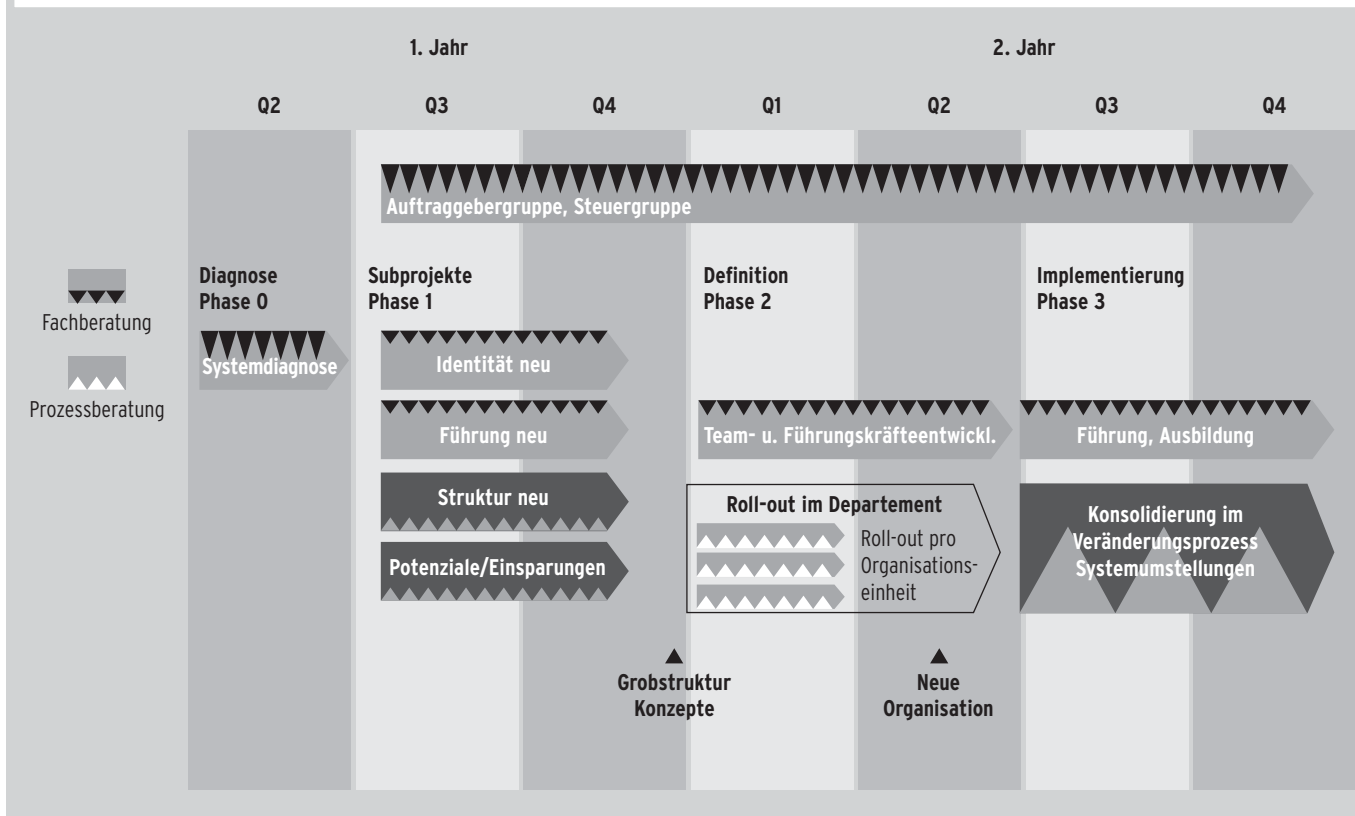 1. Jahr
2. Jahr
Q2
Q3
Q4
Q1
Q2
Q3
Q4
Auftraggebergruppe, Steuergruppe
Fachberatung
Prozessberatung
Diagnose
Phase 0
Systemdiagnose
Subprojekte
Phase 1
Identität neu
Führung neu
Struktur neu
Potenziale/Einsparungen
Definition
Phase 2
Team- u. Führungskräfteentwickl.
Roll-out im Departement
Roll-out pro
Organisations-
einheit
Implementierung
Phase 3
Führung, Ausbildung
Konsolidierung im
Veränderungsprozess
Systemumstellungen
Grobstruktur
Konzepte
Neue
Organisation